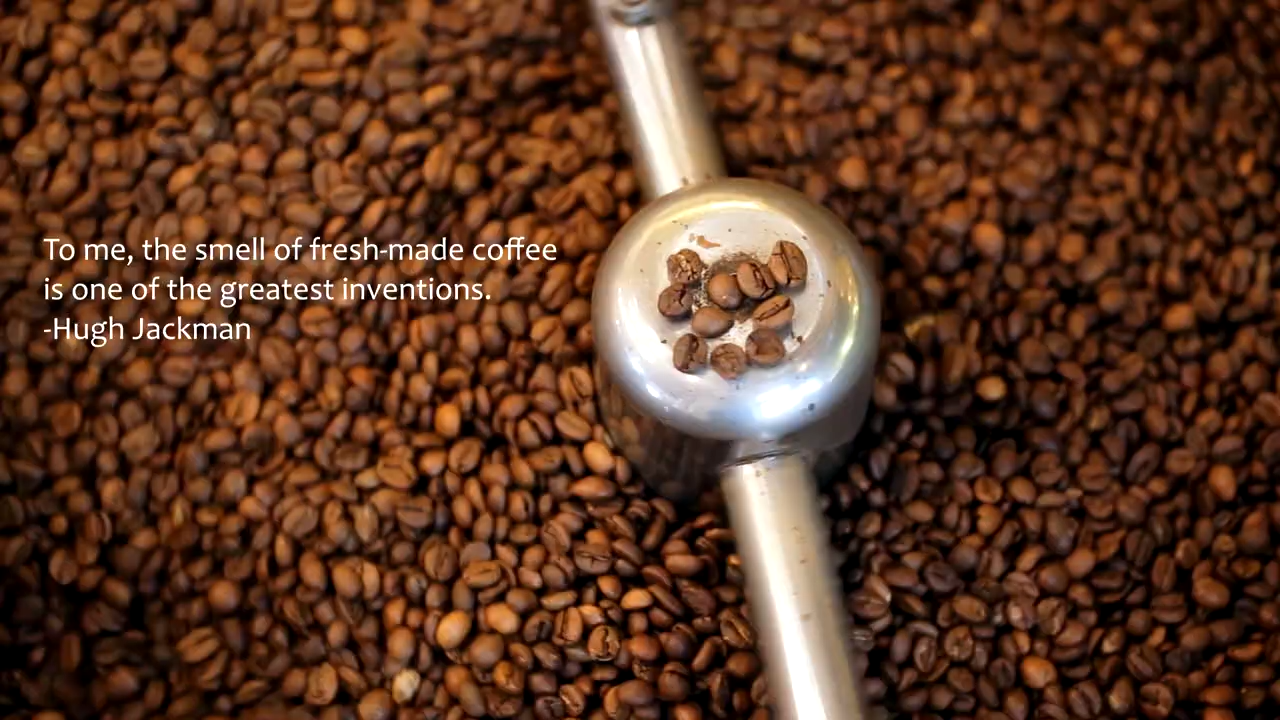 To me, the smell of fresh-made coffee
is one of the greatest inventions.
-Hugh Jackman